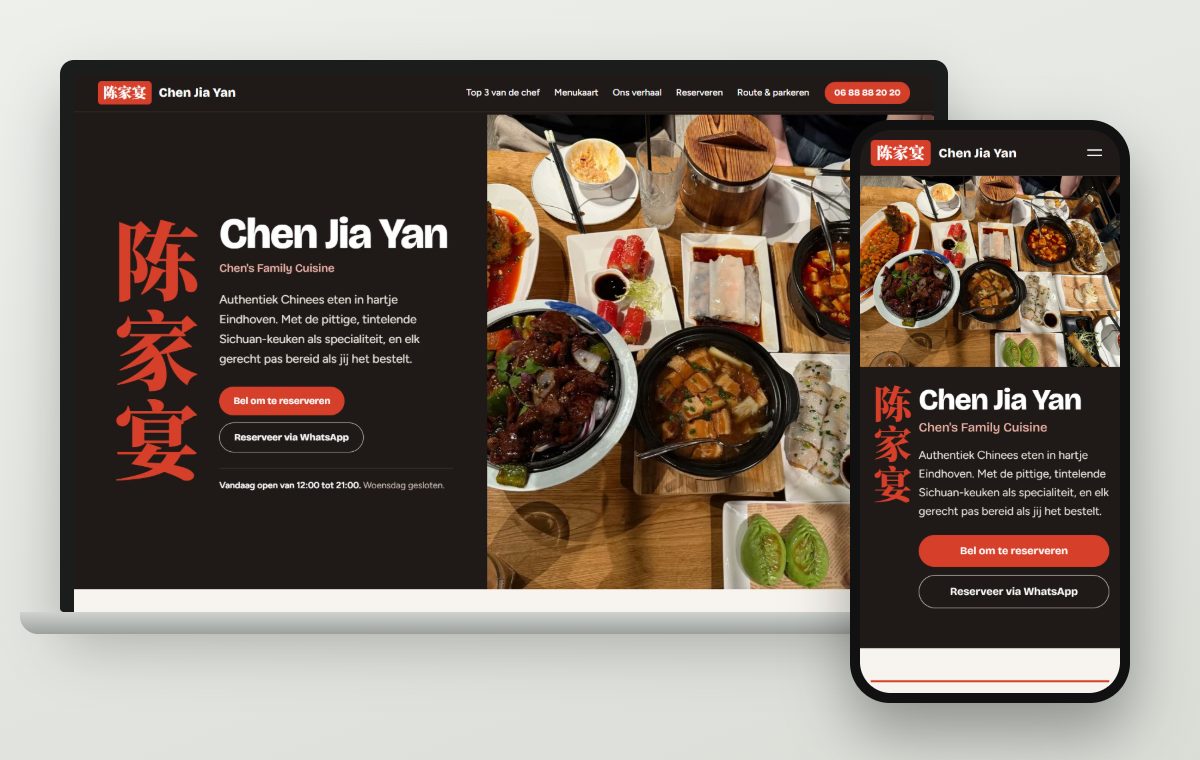 陈家宴 Chen Jia Yan
Top 3 van de chef Menukaart Ons verhaal Reserveren Route & parkeren 06 88 88 20 20
陈家宴
Chen Jia Yan
Chen's Family Cuisine
Authentiek Chinees eten in hartje
Eindhoven. Met de pittige, tintelende
Sichuan-keuken als specialiteit, en elk
gerecht pas bereid als jij het bestelt.
Bel om te reserveren
Reserveer via WhatsApp
Vandaag open van 12:00 tot 21:00. Woensdag gesloten.
陈家宴 Chen Jia Yan
陈家宴
Chen Jia Yan
Chen's Family Cuisine
Authentiek Chinees eten in hartje
Eindhoven. Met de pittige, tintelende
Sichuan-keuken als specialiteit, en elk
gerecht pas bereid als jij het bestelt.
Bel om te reserveren
Reserveer via WhatsApp